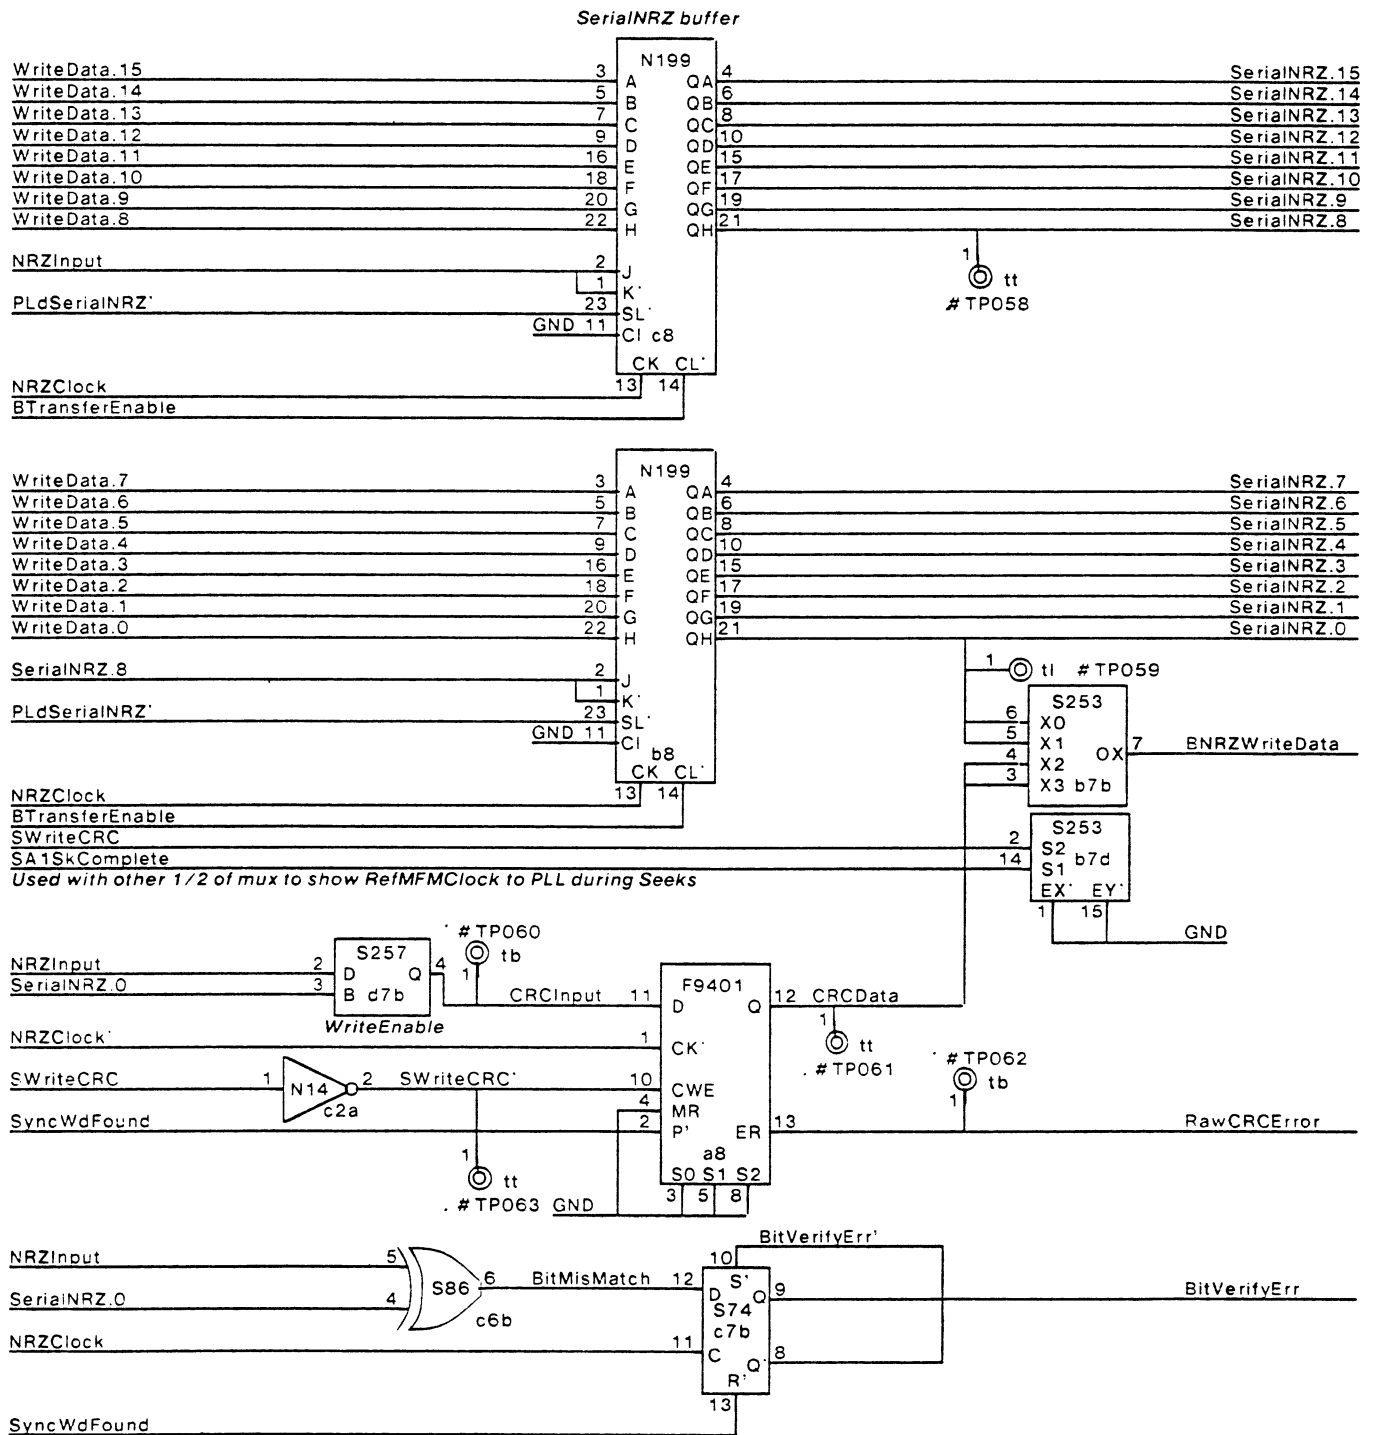 SerialNRZ buffer
N199
WriteData.15 3 A QA 4 SerialNRZ.15
WriteData.14 5 B QB 6 SerialNRZ.14
WriteData.13 7 C QC 8 SerialNRZ.13
WriteData.12 9 D QD 10 SerialNRZ.12
WriteData.11 16 E QE 15 SerialNRZ.11
WriteData.10 18 F QF 17 SerialNRZ.10
WriteData.9 20 G QG 19 SerialNRZ.9
WriteData.8 22 H QH 21 SerialNRZ.8
NRZInput 2 J 1 tt
1 K'
PLdSerialNRZ' 23 SL' #TP058
GND 11 CI c8
CK CL'
NRZClock 13 14
BTransferEnable
N199
WriteData.7 3 A QA 4 SerialNRZ.7
WriteData.6 5 B QB 6 SerialNRZ.6
WriteData.5 7 C QC 8 SerialNRZ.5
WriteData.4 9 D QD 10 SerialNRZ.4
WriteData.3 16 E QE 15 SerialNRZ.3
WriteData.2 18 F QF 17 SerialNRZ.2
WriteData.1 20 G QG 19 SerialNRZ.1
WriteData.0 22 H QH 21 SerialNRZ.0
SerialNRZ.8 2 J 1 tl #TP059
1 K' S253
PLdSerialNRZ' 23 SL' 6 X0
GND 11 CI b8 5 X1 OX 7 BNRZWriteData
CK CL' 4 X2
NRZClock 13 14 3 X3 b7b
BTransferEnable S253
SWriteCRC 2 S2 b7d
SA1SkComplete 14 S1
Used with other 1/2 of mux to show RefMFMClock to PLL during Seeks
EX' EY'
1 15 GND
#TP060
S257 1 tb
NRZInput 2 D Q 4 F9401
SerialNRZ.0 3 B d7b CRCInput 11 D Q 12 CRCData
WriteEnable 1 tt
NRZClock' 1 CK' #TP061 #TP062
SWriteCRC 1 N14 2 SWriteCRC' 10 CWE 1 tb
c2a 4 MR
SyncWdFound 2 P' ER 13 RawCRCError
1 tt a8
S0 S1 S2
#TP063 GND 3 5 8
BitVerifyErr'
NRZInput 5 10 S'
S86 6 BitMisMatch 12 D Q 9 BitVerifyErr
SerialNRZ.0 4 c6b S74
c7b
NRZClock 11 C Q' 8
R'
SyncWdFound 13